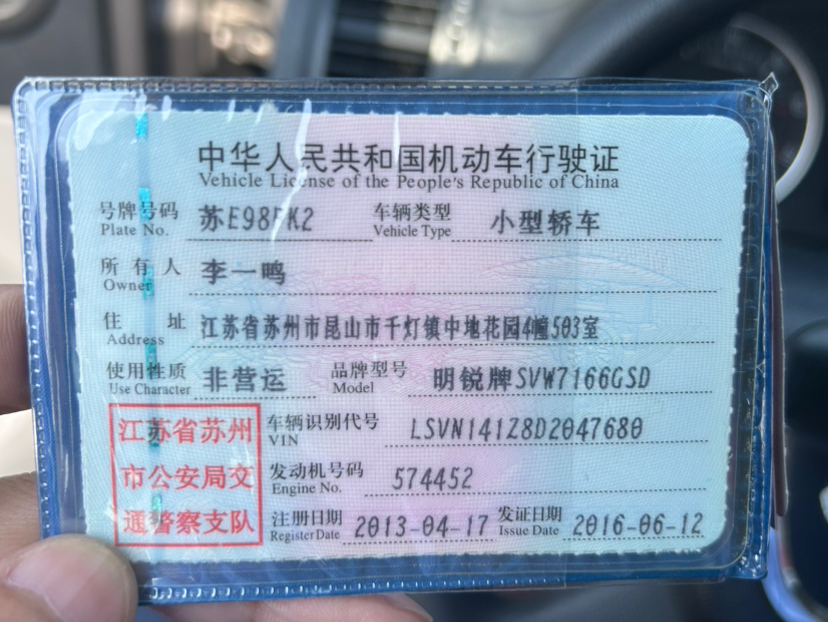 中华人民共和国机动车行驶证
Vehicle License of the People's Republic of China
号牌号码 苏E98FK2 车辆类型 小型轿车
Plate No. Vehicle Type
所有人 李一鸣
Owner
住址 江苏省苏州市昆山市千灯镇中地花园4幢503室
Address
使用性质 非营运 品牌型号 明锐牌SVW7166GSD
Use Character Model
江苏省苏州
市公安局交
通警察支队
车辆识别代号 LSVN141Z8D2047680
VIN
发动机号码 574452
Engine No.
注册日期 2013-04-17 发证日期 2016-06-12
Register Date Issue Date